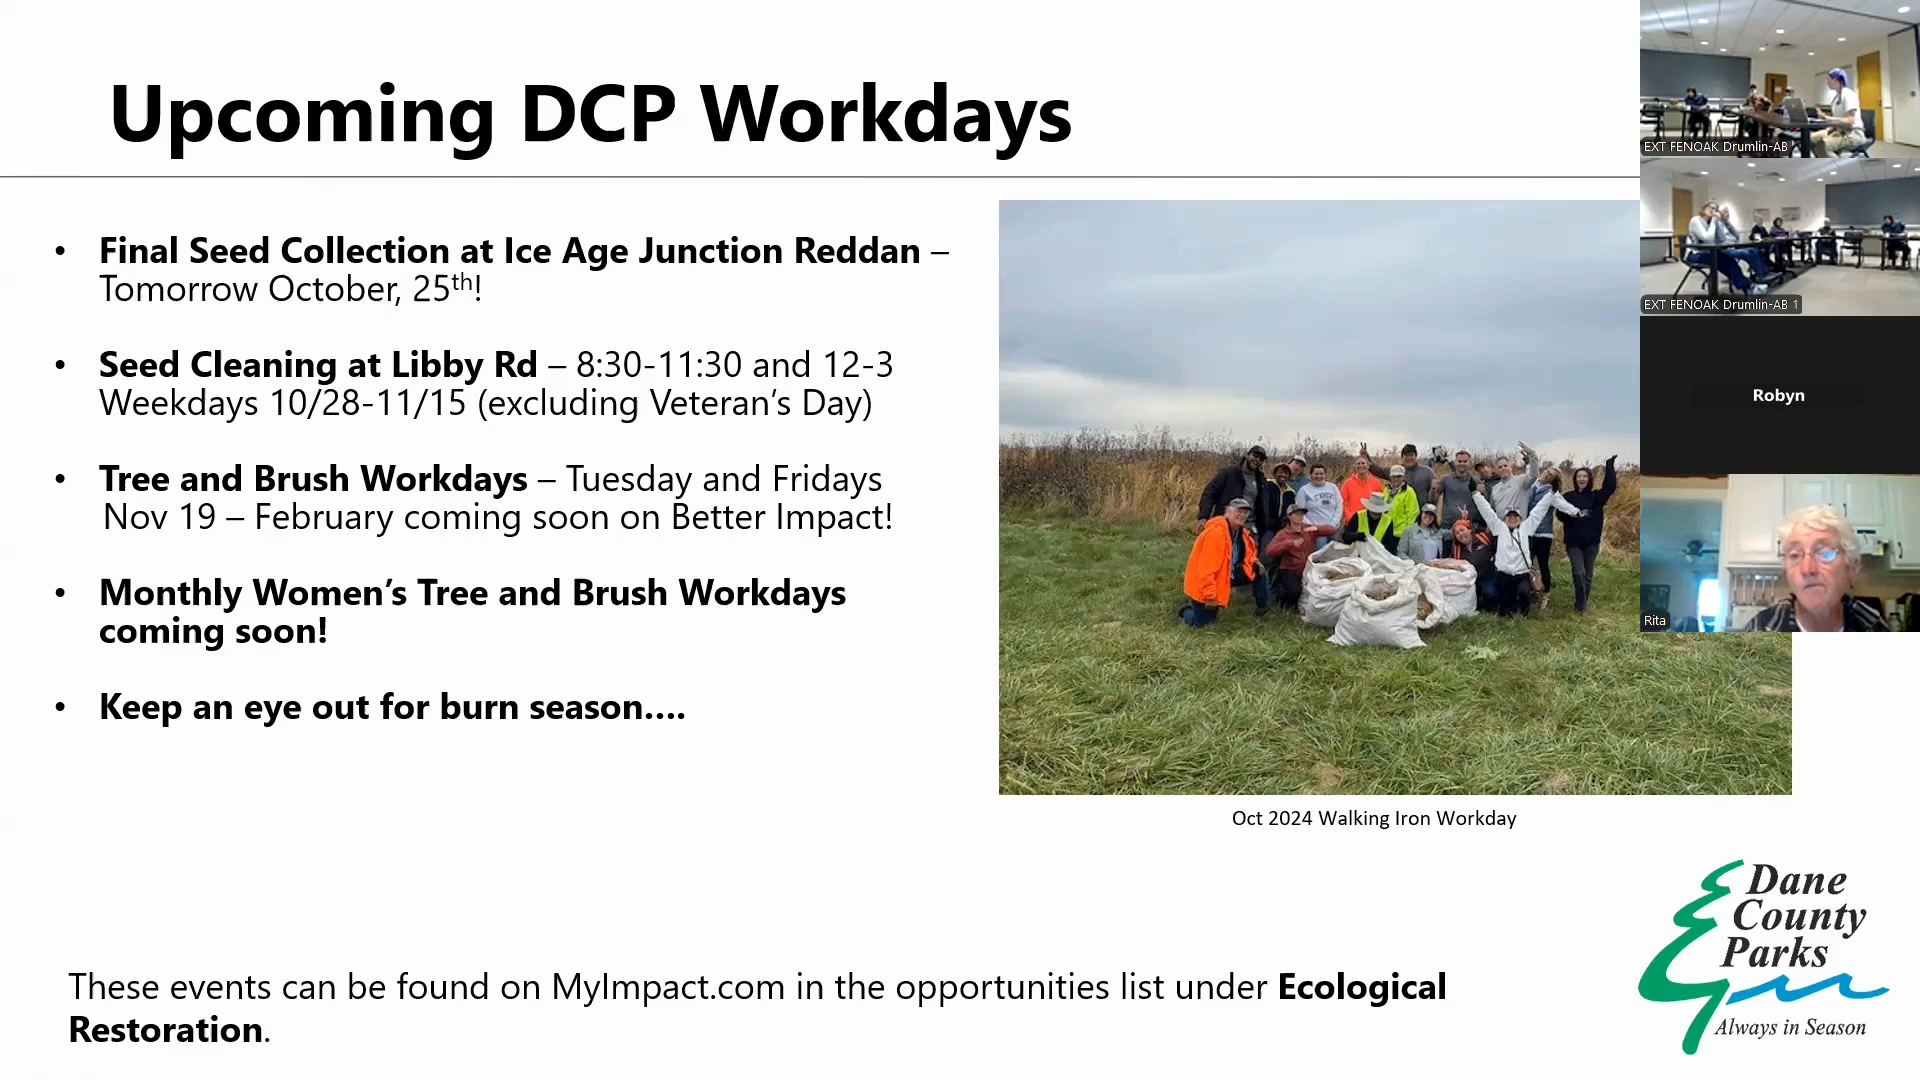 Upcoming DCP Workdays
• Final Seed Collection at Ice Age Junction Reddan –
Tomorrow October, 25th!
• Seed Cleaning at Libby Rd – 8:30-11:30 and 12-3
Weekdays 10/28-11/15 (excluding Veteran’s Day)
• Tree and Brush Workdays – Tuesday and Fridays
Nov 19 – February coming soon on Better Impact!
• Monthly Women’s Tree and Brush Workdays
coming soon!
• Keep an eye out for burn season....
Oct 2024 Walking Iron Workday
These events can be found on MyImpact.com in the opportunities list under Ecological
Restoration.
Dane
County
Parks
Always in Season
EXT FENOAK Drumlin-AB
EXT FENOAK Drumlin-AB 1
Robyn
Rita